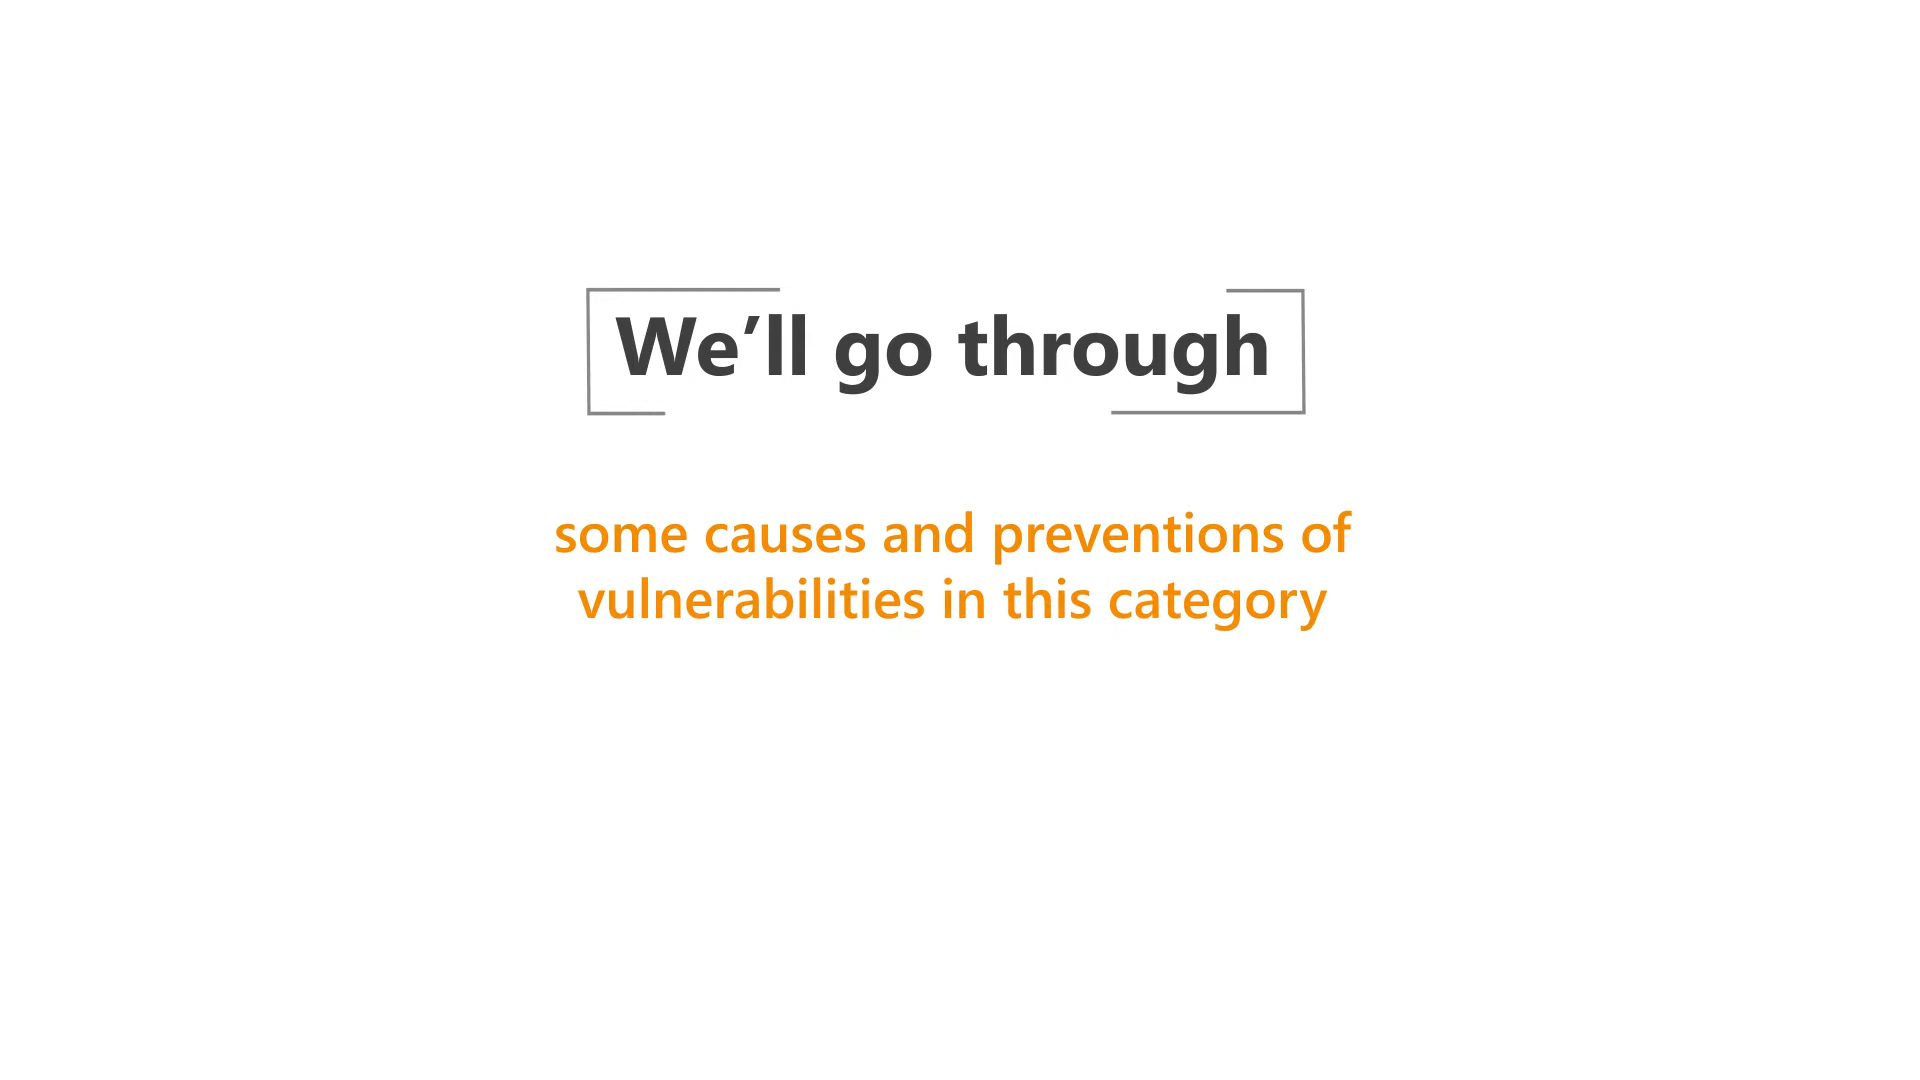 We’ll go through
some causes and preventions of
vulnerabilities in this category